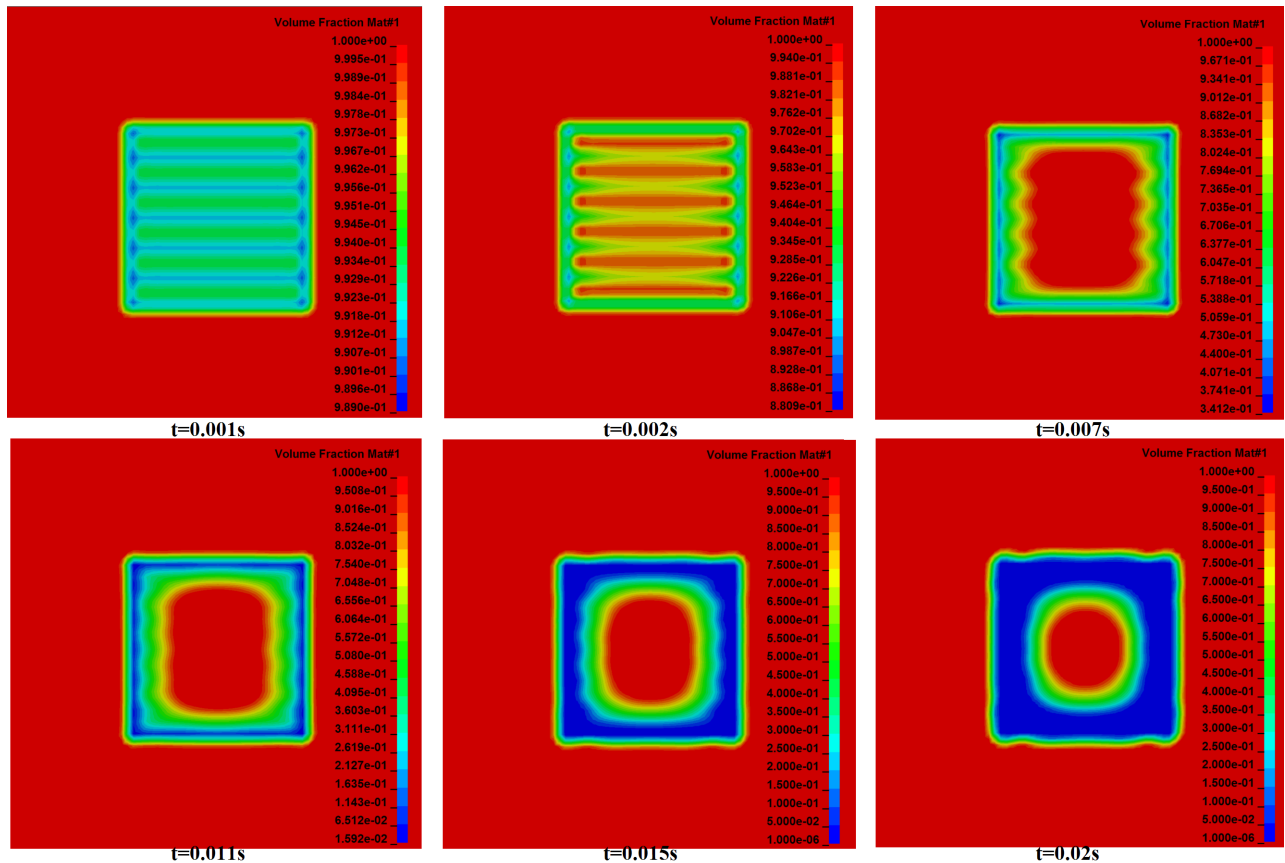 Volume Fraction Mat#1
1.000e+00
9.995e-01
9.989e-01
9.984e-01
9.978e-01
9.973e-01
9.967e-01
9.962e-01
9.956e-01
9.951e-01
9.945e-01
9.940e-01
9.934e-01
9.929e-01
9.923e-01
9.918e-01
9.912e-01
9.907e-01
9.901e-01
9.896e-01
9.890e-01
t=0.001s
Volume Fraction Mat#1
1.000e+00
9.940e-01
9.881e-01
9.821e-01
9.762e-01
9.702e-01
9.643e-01
9.583e-01
9.523e-01
9.464e-01
9.404e-01
9.345e-01
9.285e-01
9.226e-01
9.166e-01
9.106e-01
9.047e-01
8.987e-01
8.928e-01
8.868e-01
8.809e-01
t=0.002s
Volume Fraction Mat#1
1.000e+00
9.671e-01
9.341e-01
9.012e-01
8.682e-01
8.353e-01
8.024e-01
7.694e-01
7.365e-01
7.035e-01
6.706e-01
6.377e-01
6.047e-01
5.718e-01
5.388e-01
5.059e-01
4.730e-01
4.400e-01
4.071e-01
3.741e-01
3.412e-01
t=0.007s
Volume Fraction Mat#1
1.000e+00
9.508e-01
9.016e-01
8.524e-01
8.032e-01
7.540e-01
7.048e-01
6.556e-01
6.064e-01
5.572e-01
5.080e-01
4.588e-01
4.095e-01
3.603e-01
3.111e-01
2.619e-01
2.127e-01
1.635e-01
1.143e-01
6.512e-02
1.592e-02
t=0.011s
Volume Fraction Mat#1
1.000e+00
9.500e-01
9.000e-01
8.500e-01
8.000e-01
7.500e-01
7.000e-01
6.500e-01
6.000e-01
5.500e-01
5.000e-01
4.500e-01
4.000e-01
3.500e-01
3.000e-01
2.500e-01
2.000e-01
1.500e-01
1.000e-01
5.000e-02
1.000e-06
t=0.015s
Volume Fraction Mat#1
1.000e+00
9.500e-01
9.000e-01
8.500e-01
8.000e-01
7.500e-01
7.000e-01
6.500e-01
6.000e-01
5.500e-01
5.000e-01
4.500e-01
4.000e-01
3.500e-01
3.000e-01
2.500e-01
2.000e-01
1.500e-01
1.000e-01
5.000e-02
1.000e-06
t=0.02s